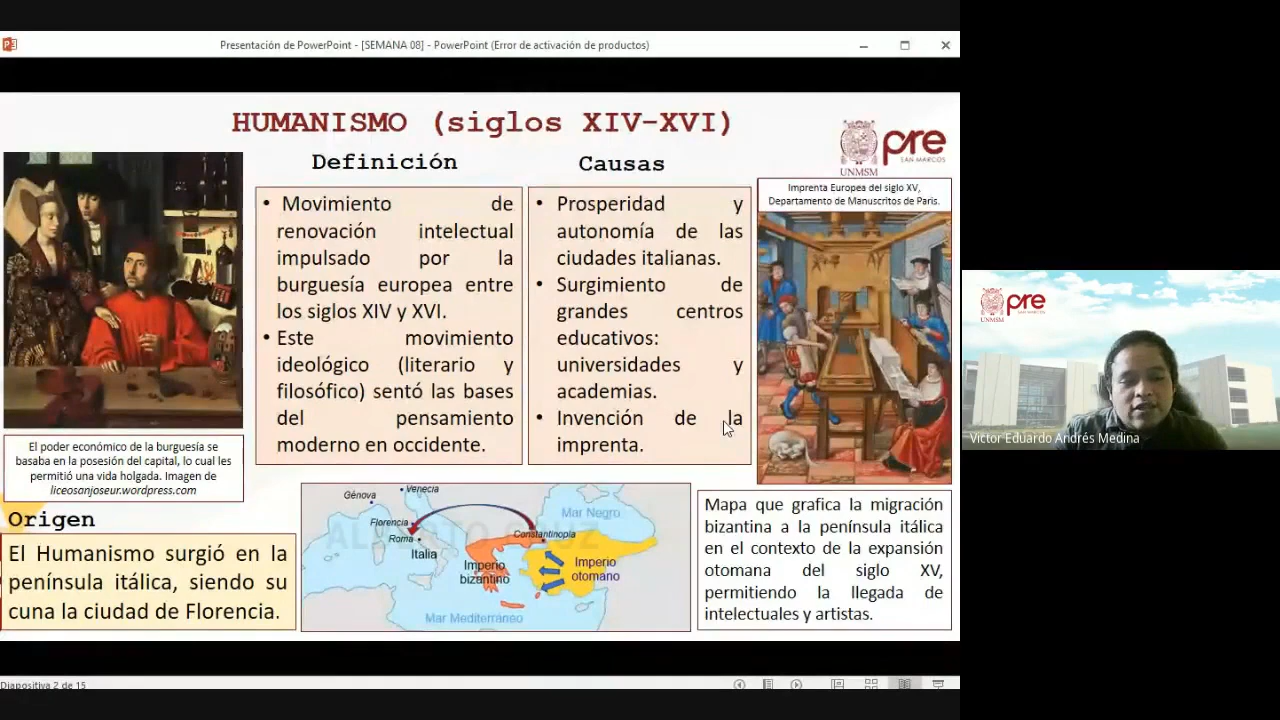 Presentación de PowerPoint - [SEMANA 08] - PowerPoint (Error de activación de productos)
HUMANISMO (siglos XIV-XVI)
pre
SAN MARCOS
UNMSM
Definición
• Movimiento de
renovación intelectual
impulsado por la
burguesía europea entre
los siglos XIV y XVI.
• Este movimiento
ideológico (literario y
filosófico) sentó las bases
del pensamiento
moderno en occidente.
Causas
• Prosperidad y
autonomía de las
ciudades italianas.
• Surgimiento de
grandes centros
educativos:
universidades y
academias.
• Invención de la
imprenta.
Imprenta Europea del siglo XV,
Departamento de Manuscritos de Paris.
El poder económico de la burguesía se
basaba en la posesión del capital, lo cual les
permitió una vida holgada. Imagen de
liceosanjoseur.wordpress.com
Origen
El Humanismo surgió en la
península itálica, siendo su
cuna la ciudad de Florencia.
Génova
Venecia
Florencia
Roma
Italia
Constantinopla
Mar Negro
Imperio
bizantino
Imperio
otomano
Mar Mediterráneo
ALBERTO CRUZ
Mapa que grafica la migración
bizantina a la península itálica
en el contexto de la expansión
otomana del siglo XV,
permitiendo la llegada de
intelectuales y artistas.
Diapositiva 2 de 15
pre
SAN MARCOS
UNMSM
Victor Eduardo Andrés Medina